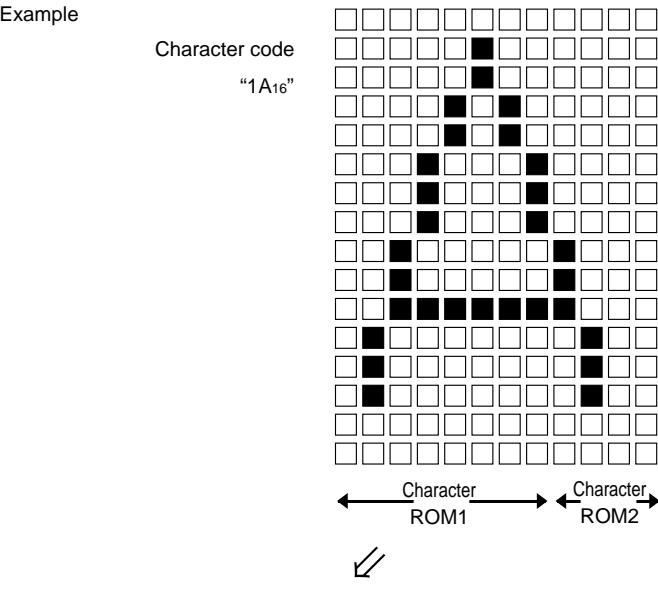 Example
Character code
“1A₁₆”
Character Character
ROM1 ROM2